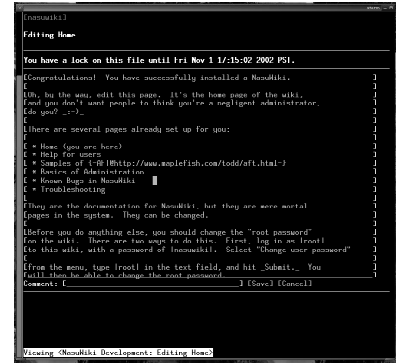 [nasuwiki]
Editing Home
You have a lock on this file until Fri Nov 1 17:15:02 2002 PST.
[Congratulations! You have successfully installed a NasuWiki. ]
[ ]
[Oh, by the way, edit this page. It's the home page of the wiki, ]
[and you don't want people to think you're a negligent administrator, ]
[do you? _:-)_ ]
[ ]
[There are several pages already set up for you: ]
[ ]
[ * Home (you are here) ]
[ * Help for users ]
[ * Samples of {-AFT@http://www.maplefish.com/todd/aft.html-} ]
[ * Basics of Administration ]
[ * Known Bugs in NasuWiki ]
[ * Troubleshooting ]
[ ]
[They are the documentation for NasuWiki, but they are mere mortal ]
[pages in the system. They can be changed. ]
[ ]
[Before you do anything else, you should change the "root password" ]
[on the wiki. There are two ways to do this. First, log in as |root| ]
[to this wiki, with a password of |nasuwiki|. Select "Change user password" ]
[ ]
[from the menu, type |root| in the text field, and hit _Submit_. You ]
[will then be able to change the root password. ]
Comment: [ ] [Save] [Cancel]
Viewing <NasuWiki Development: Editing Home>